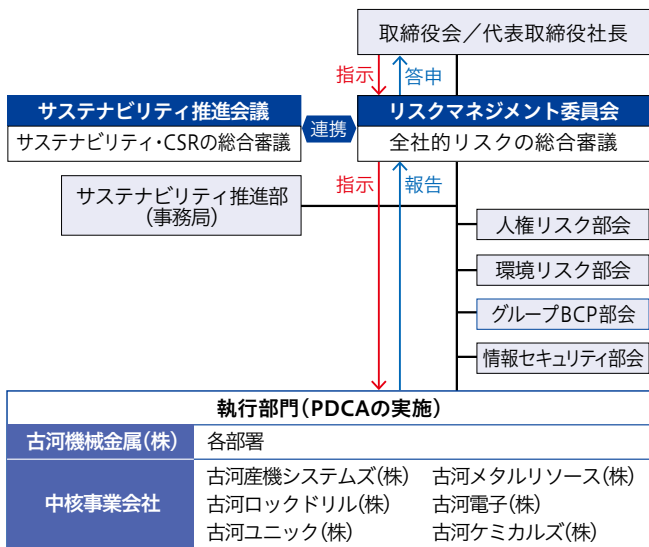 取締役会／代表取締役社長
指示 答申
サステナビリティ推進会議
サステナビリティ・CSRの総合審議
連携
リスクマネジメント委員会
全社的リスクの総合審議
指示 報告
サステナビリティ推進部
(事務局)
人権リスク部会
環境リスク部会
グループBCP部会
情報セキュリティ部会
執行部門(PDCAの実施)
古河機械金属(株) 各部署
中核事業会社
古河産機システムズ(株) 古河メタルリソース(株)
古河ロックドリル(株) 古河電子(株)
古河ユニック(株) 古河ケミカルズ(株)